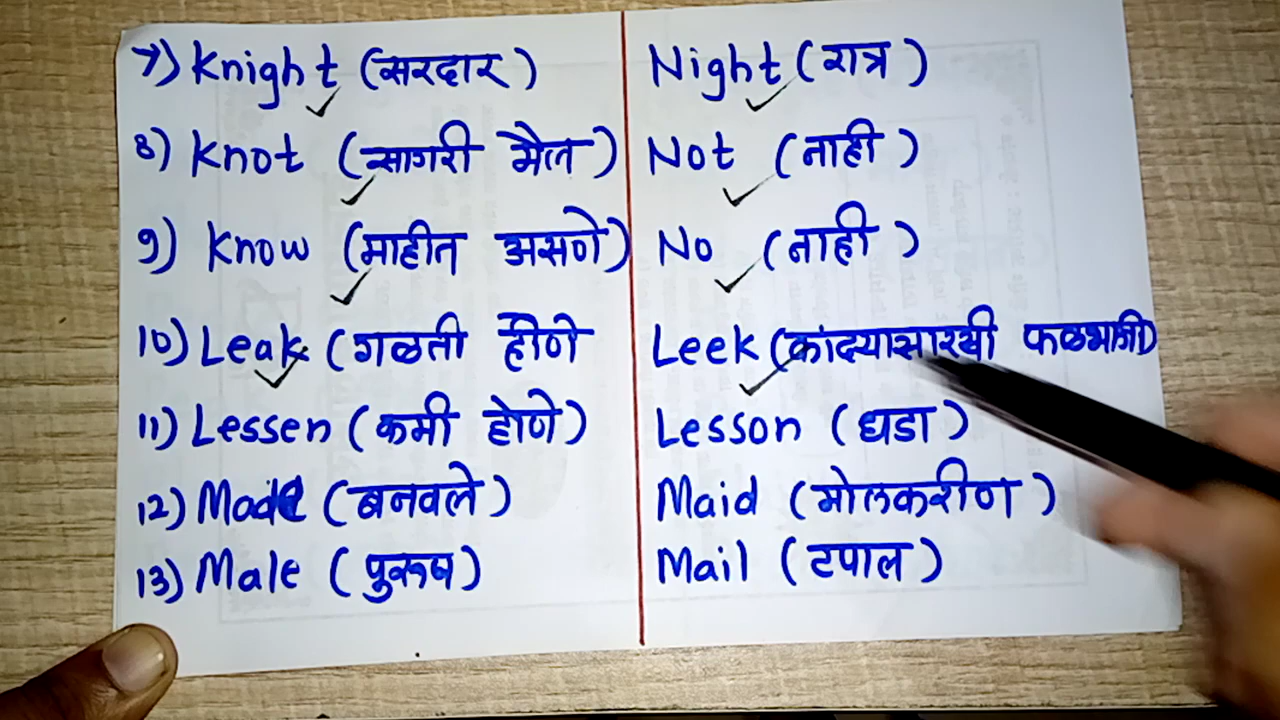 7) Knight (सरदार) Night (रात्र)
8) Knot (सागरी मैल) Not (नाही)
9) Know (माहीत असणे) No (नाही)
10) Leak (गळती होणे Leek (कांद्यासारखी फळभाजी)
11) Lessen (कमी होणे) Lesson (धडा)
12) Made (बनवले) Maid (मोलकरीण)
13) Male (पुरूष) Mail (टपाल)